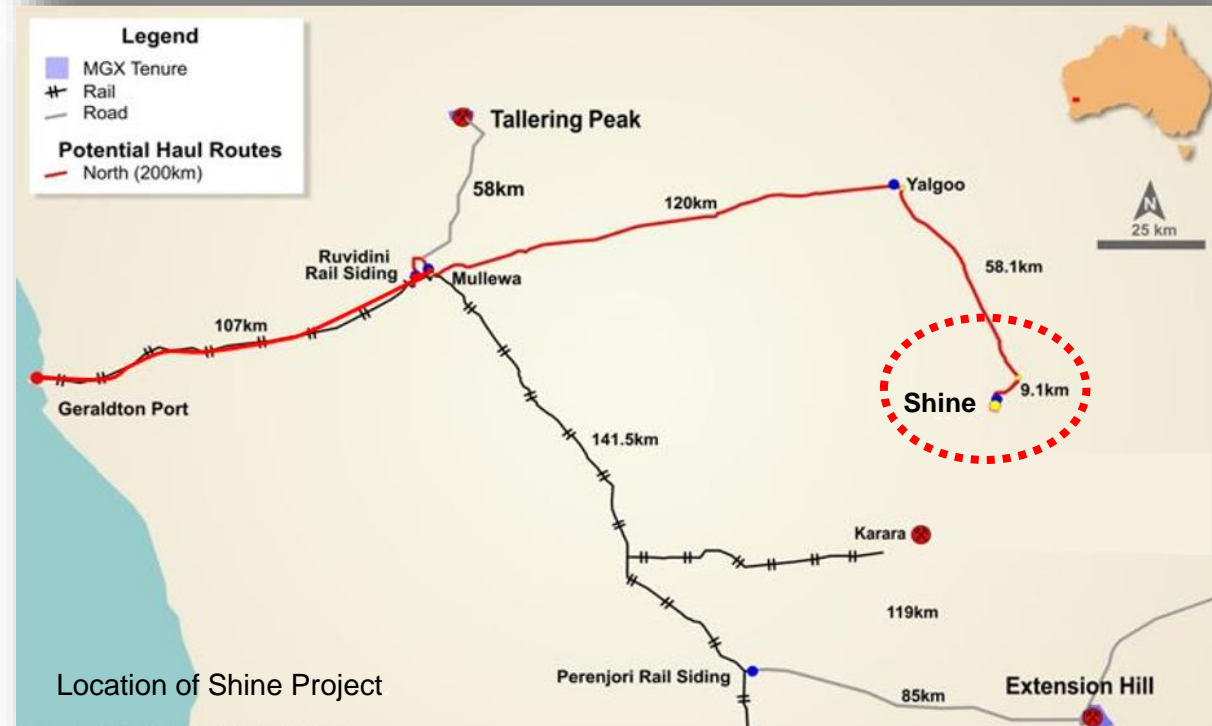 Legend
MGX Tenure
Rail
Road
Potential Haul Routes
North (200km)
Tallering Peak
58km
120km
Yalgoo
N
25 km
Ruvidini
Rail Siding
Mullewa
58.1km
107km
Geraldton Port
Shine
9.1km
141.5km
Karara
119km
Perenjori Rail Siding
85km
Extension Hill
Location of Shine Project